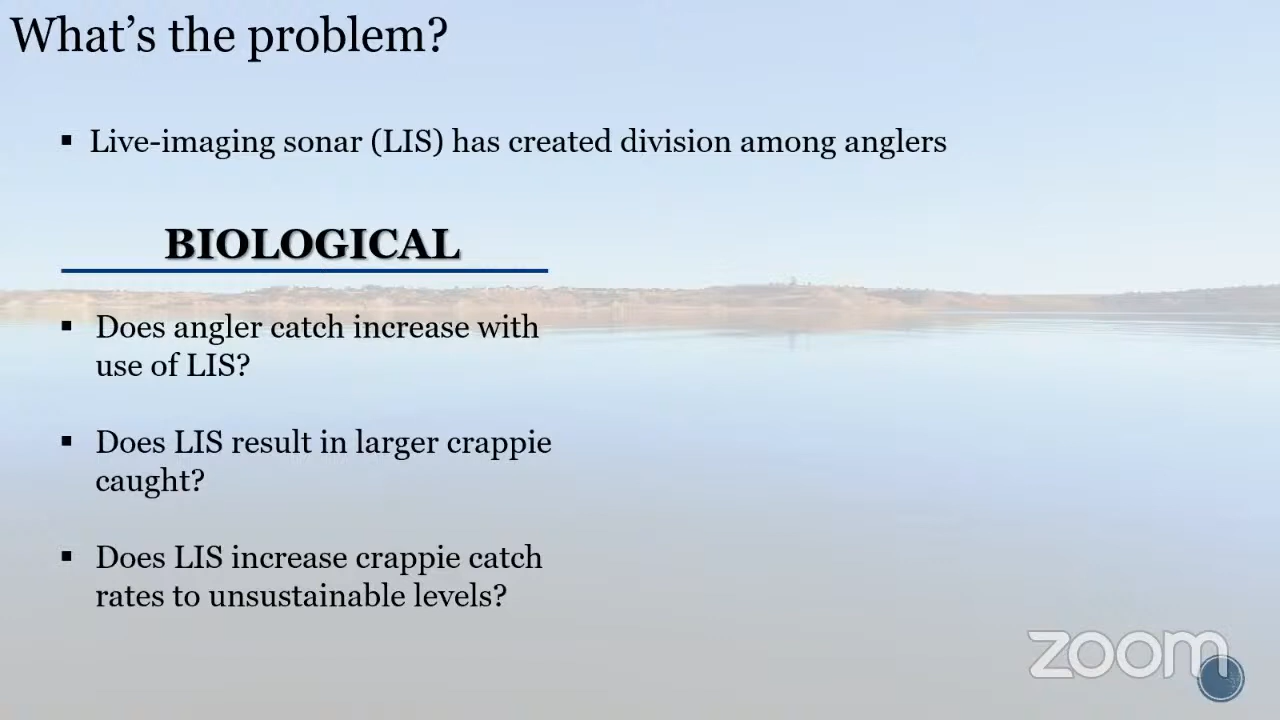 What’s the problem?
▪ Live-imaging sonar (LIS) has created division among anglers
BIOLOGICAL
▪ Does angler catch increase with
use of LIS?
▪ Does LIS result in larger crappie
caught?
▪ Does LIS increase crappie catch
rates to unsustainable levels?
zoom